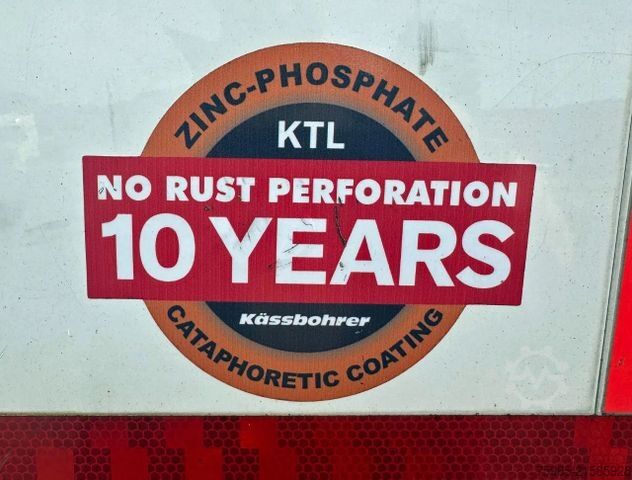 ZINC-PHOSPHATE
KTL
NO RUST PERFORATION
10 YEARS
Kässbohrer
CATAPHORETIC COATING